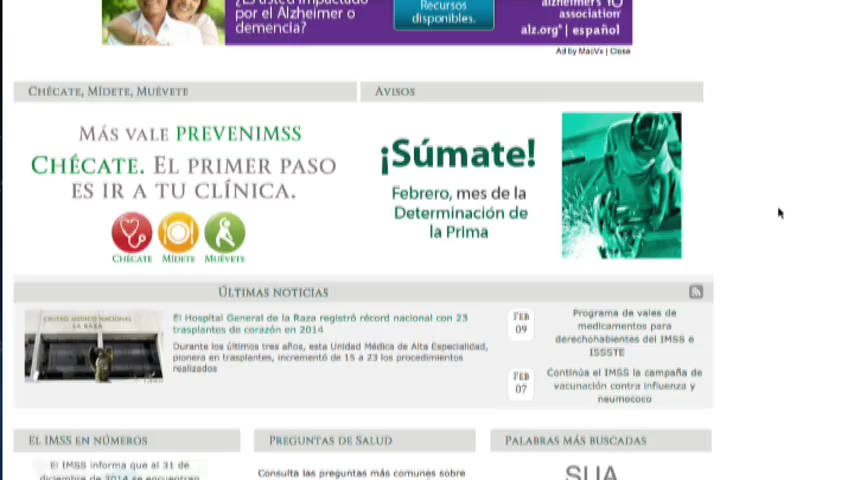 ¿Es usted impactado
por el Alzheimer o
demencia?
Recursos
disponibles.
alzheimer's
association
alz.org® | español
Ad by MacVx | Close
CHÉCATE, MÍDETE, MUÉVETE
AVISOS
MÁS VALE PREVENIMSS
CHÉCATE. EL PRIMER PASO
ES IR A TU CLÍNICA.
CHÉCATE MÍDETE MUÉVETE
¡Súmate!
Febrero, mes de la
Determinación de
la Prima
ÚLTIMAS NOTICIAS
CENTRO MEDICO NACIONAL
LA RAZA
El Hospital General de la Raza registró récord nacional con 23
trasplantes de corazón en 2014
Durante los últimos tres años, esta Unidad Médica de Alta Especialidad,
pionera en trasplantes, incrementó de 15 a 23 los procedimientos
realizados
FEB
09
Programa de vales de
medicamentos para
derechohabientes del IMSS e
ISSSTE
FEB
07
Continúa el IMSS la campaña de
vacunación contra influenza y
neumococo
EL IMSS EN NÚMEROS
PREGUNTAS DE SALUD
PALABRAS MÁS BUSCADAS
El IMSS informa que al 31 de
diciembre de 2014 se encuentran
Consulta las preguntas más comunes sobre
SUA